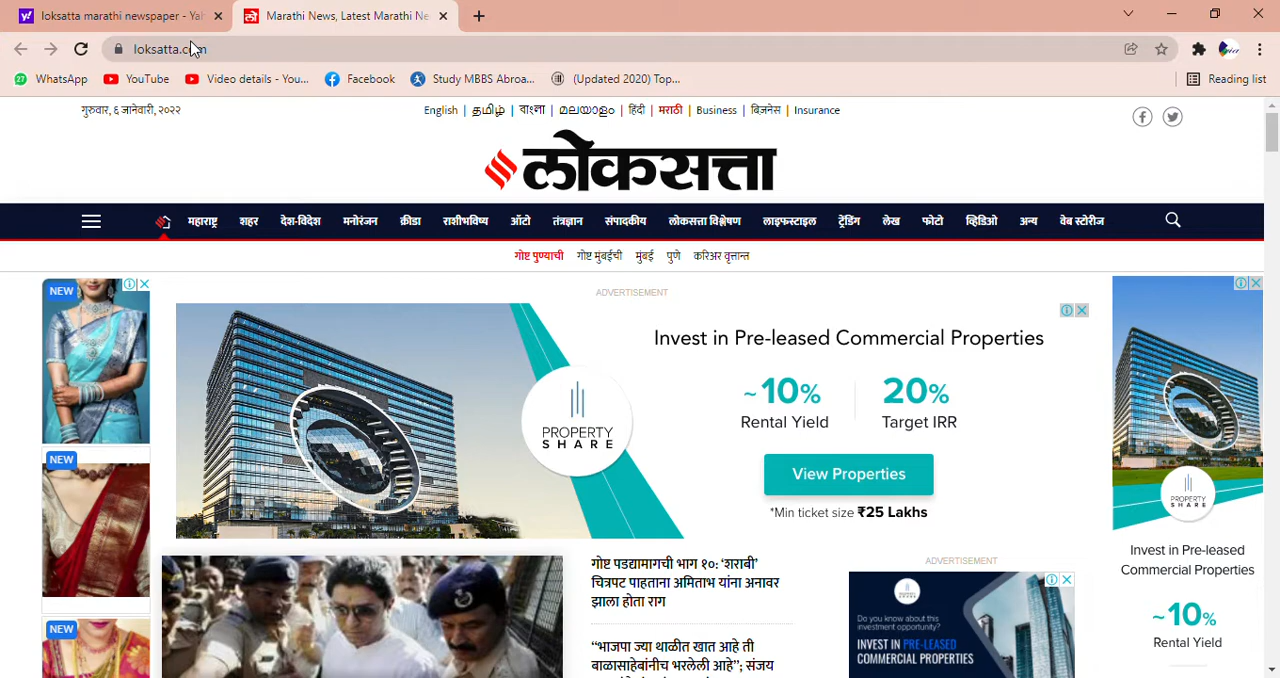 loksatta marathi newspaper - Yah
Marathi News, Latest Marathi Ne
loksatta.com
27 WhatsApp
YouTube
Video details - You...
Facebook
Study MBBS Abroa...
(Updated 2020) Top...
Reading list
गुरुवार, ६ जानेवारी, २०२२
English | தமிழ் | বাংলা | മലയാളം | हिंदी | मराठी | Business | बिज़नेस | Insurance
लोकसत्ता
महाराष्ट्र शहर देश-विदेश मनोरंजन क्रीडा राशीभविष्य ऑटो तंत्रज्ञान संपादकीय लोकसत्ता विश्लेषण लाइफस्टाइल ट्रेंडिंग लेख फोटो व्हिडिओ अन्य वेब स्टोरीज
गोष्ट पुण्याची गोष्ट मुंबईची मुंबई पुणे करिअर वृत्तान्त
NEW
NEW
NEW
ADVERTISEMENT
Invest in Pre-leased Commercial Properties
~10% 20%
Rental Yield Target IRR
PROPERTY
SHARE
View Properties
*Min ticket size ₹25 Lakhs
PROPERTY
SHARE
Invest in Pre-leased
Commercial Properties
~10%
Rental Yield
गोष्ट पडद्यामागची भाग १०: ‘शराबी’
चित्रपट पाहताना अमिताभ यांना अनावर
झाला होता राग
“भाजपा ज्या थाळीत खात आहे ती
बाळासाहेबांनीच भरलेली आहे”; संजय
ADVERTISEMENT
PROPERTY
SHARE
Do you know about this
investment opportunity?
INVEST IN PRE-LEASED
COMMERCIAL PROPERTIES